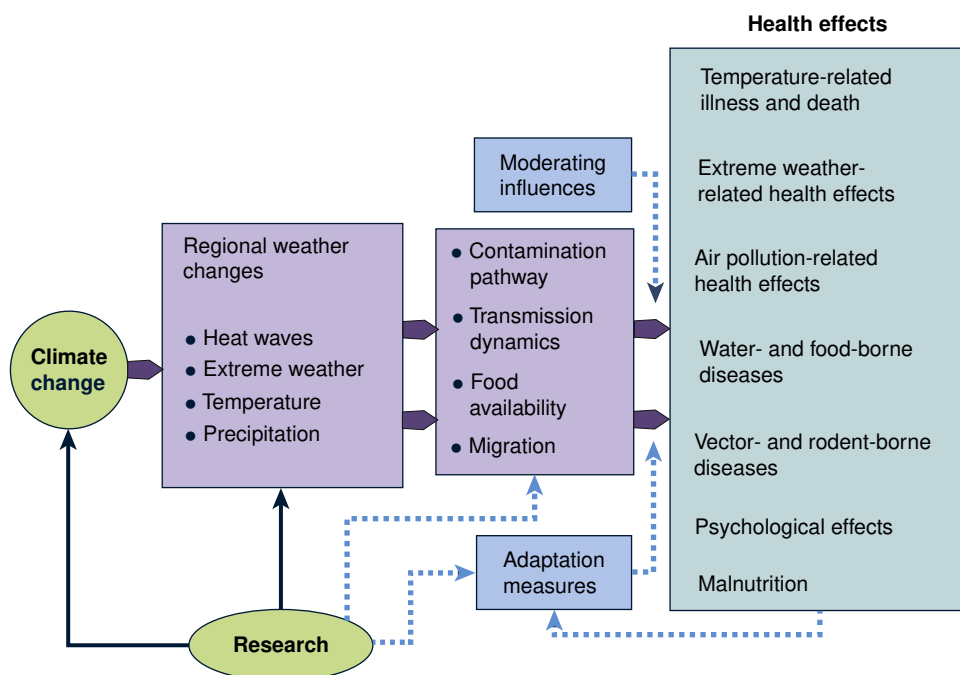 Health effects
Temperature-related
illness and death
Extreme weather-
related health effects
Air pollution-related
health effects
Water- and food-borne
diseases
Vector- and rodent-borne
diseases
Psychological effects
Malnutrition
Moderating
influences
Regional weather
changes
● Heat waves
● Extreme weather
● Temperature
● Precipitation
● Contamination
pathway
● Transmission
dynamics
● Food
availability
● Migration
Climate
change
Adaptation
measures
Research